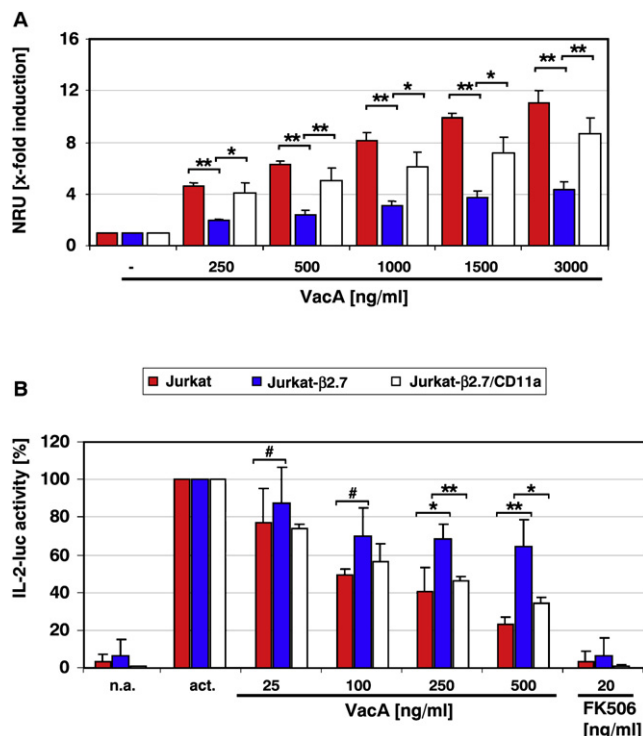 A
16
12
8
4
0
NRU [x-fold induction]
** *
** **
** *
** *
** **
- 250 500 1000 1500 3000
VacA [ng/ml]
Jurkat Jurkat-β2.7 Jurkat-β2.7/CD11a
B
120
100
80
60
40
20
0
IL-2-luc activity [%]
#
#
**
*
*
**
n.a. act. 25 100 250 500 20
VacA [ng/ml] FK506
[ng/ml]